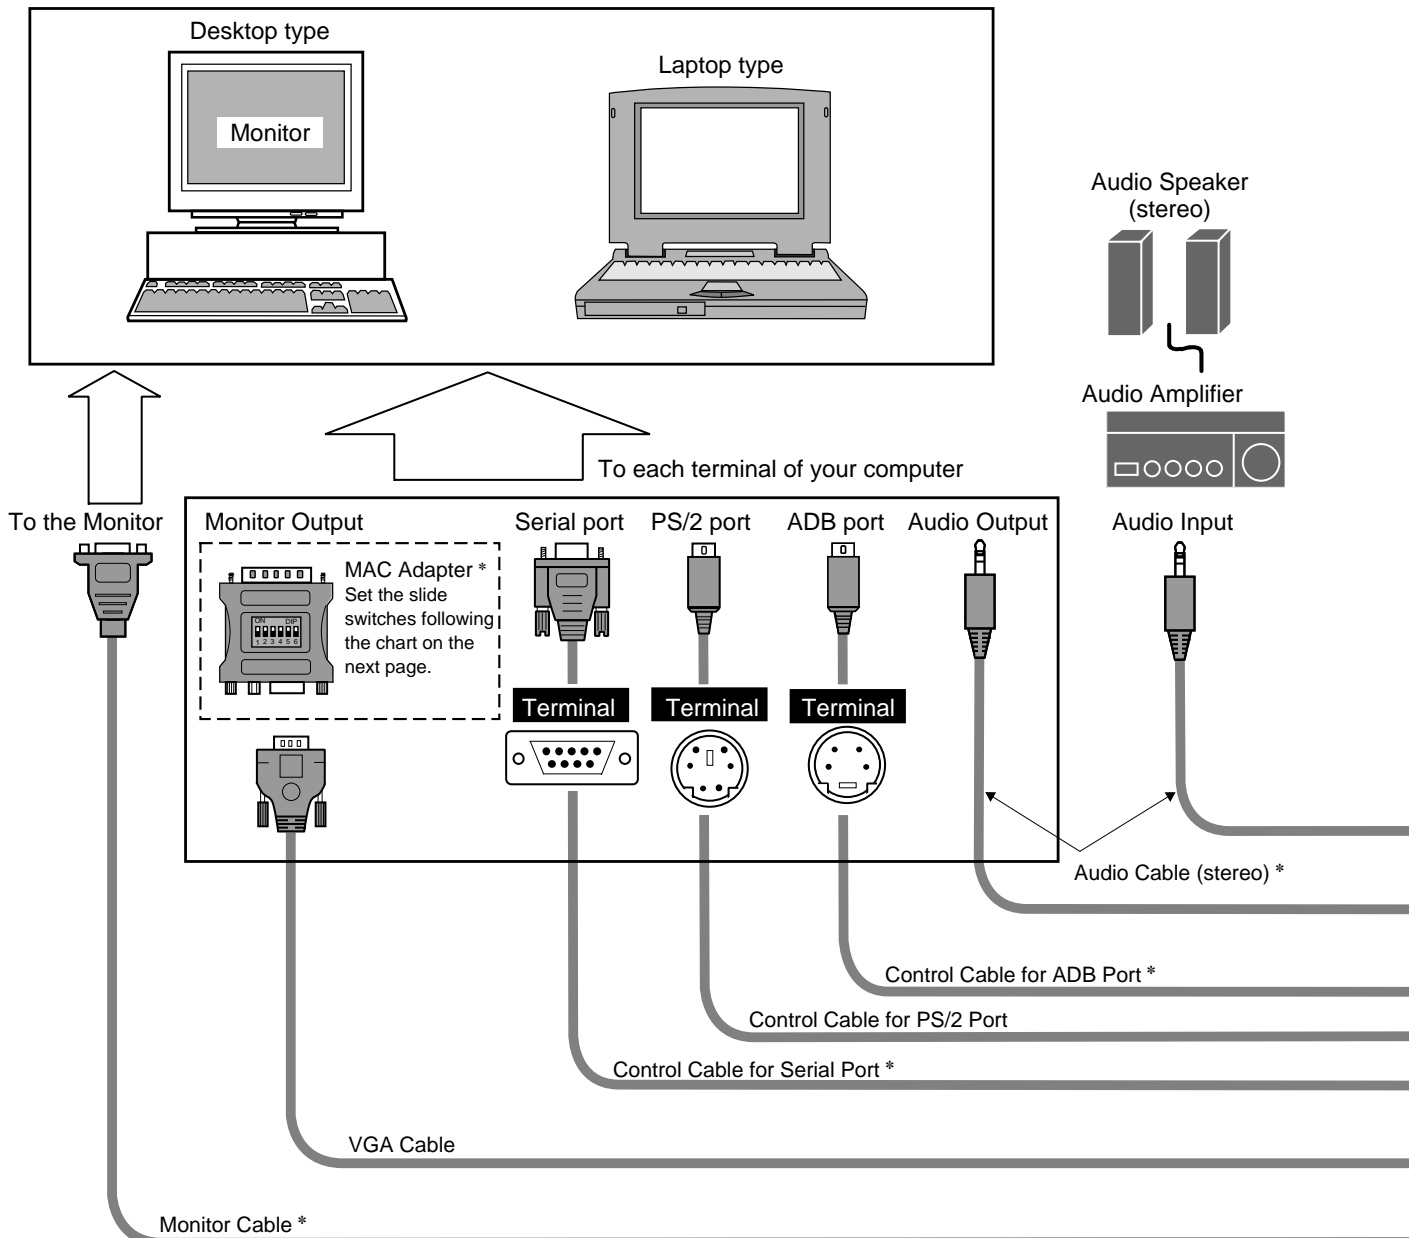 Desktop type
Laptop type
Monitor
Audio Speaker
(stereo)
Audio Amplifier
To each terminal of your computer
To the Monitor
Monitor Output
Serial port
PS/2 port
ADB port
Audio Output
Audio Input
MAC Adapter *
Set the slide
switches following
the chart on the
next page.
ON DIP
1 2 3 4 5 6
Terminal
Terminal
Terminal
Audio Cable (stereo) *
Control Cable for ADB Port *
Control Cable for PS/2 Port
Control Cable for Serial Port *
VGA Cable
Monitor Cable *